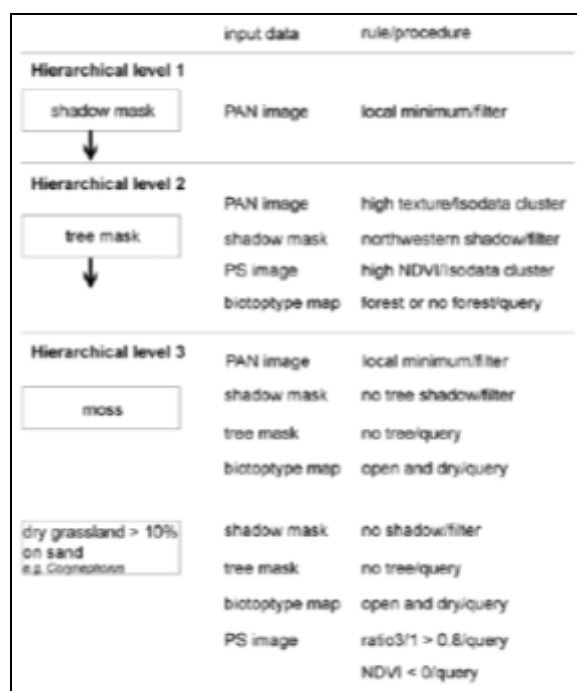 input data rule/procedure
Hierarchical level 1
shadow mask PAN image local minimum/filter
Hierarchical level 2
PAN image high texture/Isodata cluster
tree mask shadow mask northwestern shadow/filter
PS image high NDVI/Isodata cluster
biotoptype map forest or no forest/query
Hierarchical level 3
PAN image local minimum/filter
moss shadow mask no tree shadow/filter
tree mask no tree/query
biotoptype map open and dry/query
dry grassland > 10% shadow mask no shadow/filter
on sand
e.g. Corynephorus tree mask no tree/query
biotoptype map open and dry/query
PS image ratio3/1 > 0.8/query
NDVI < 0/query